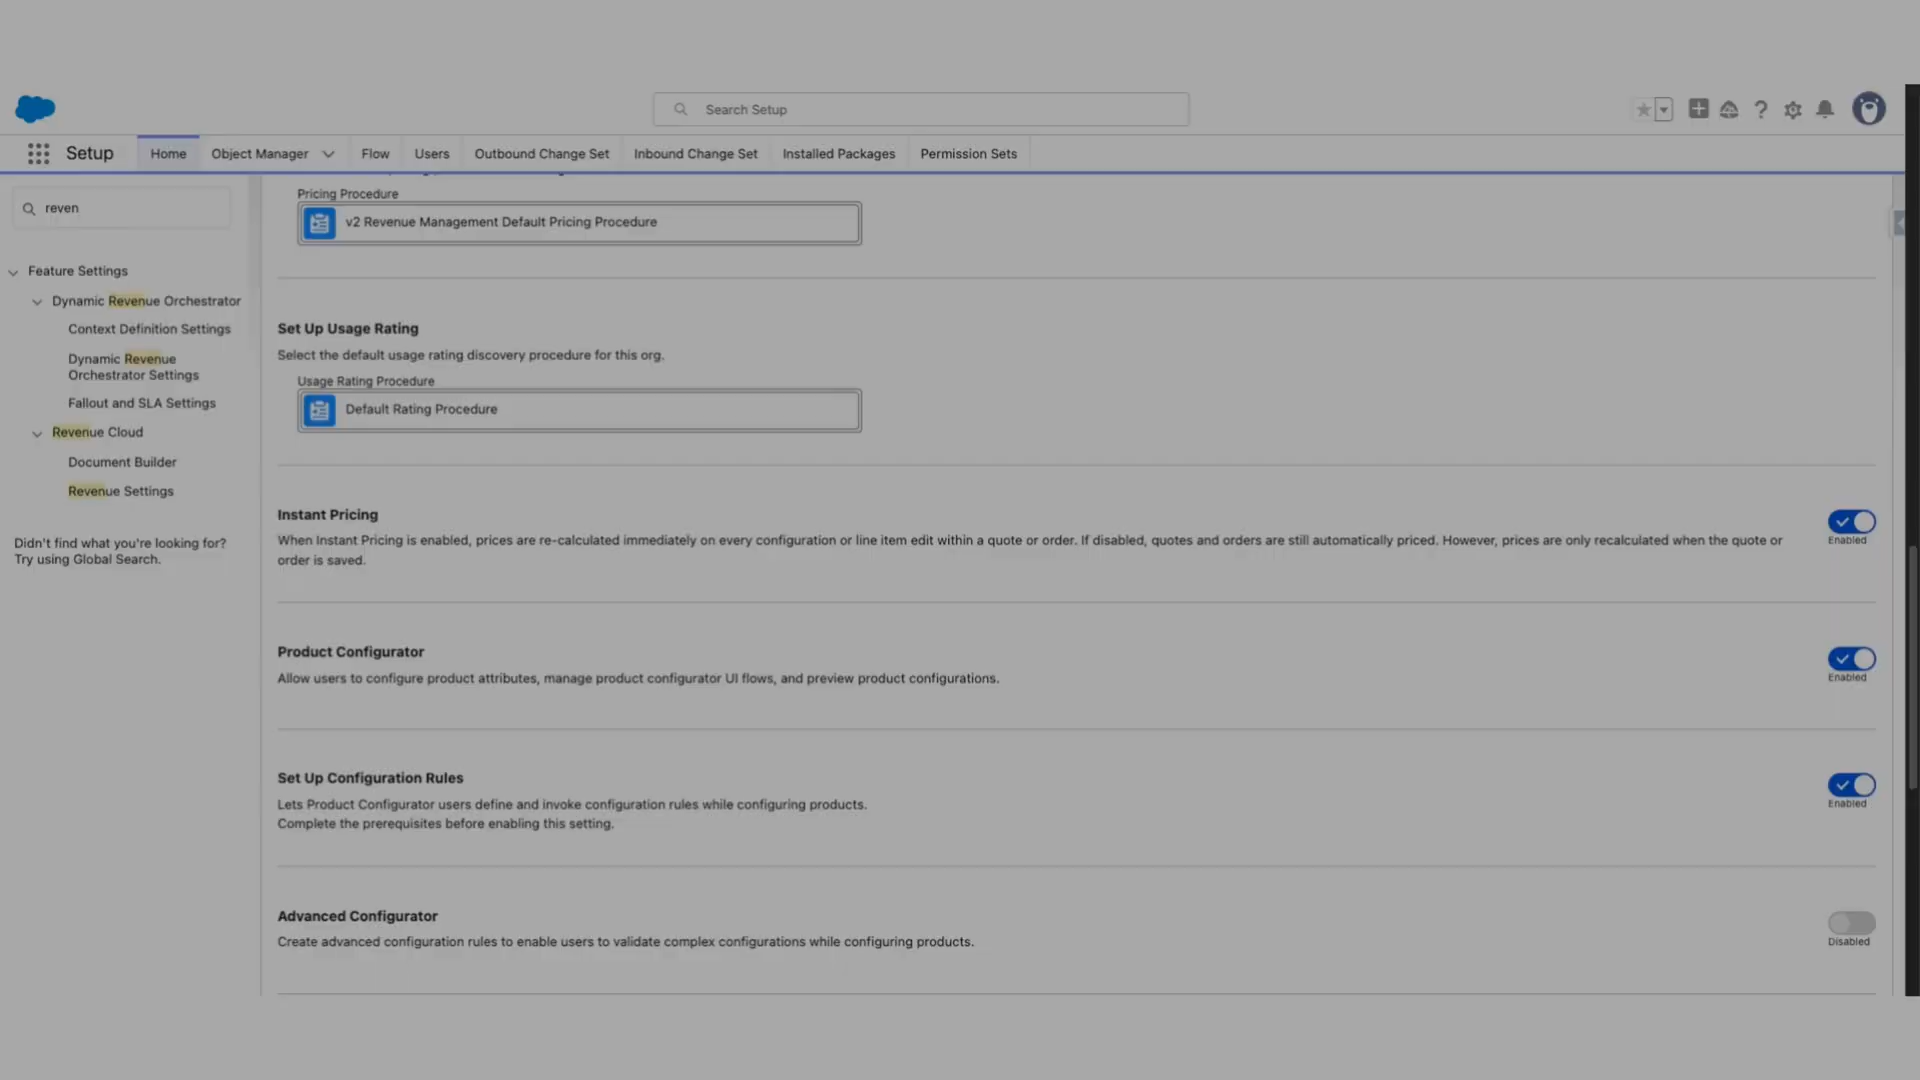 Search Setup
Setup
Home
Object Manager
Flow
Users
Outbound Change Set
Inbound Change Set
Installed Packages
Permission Sets
reven
Feature Settings
Dynamic Revenue Orchestrator
Context Definition Settings
Dynamic Revenue
Orchestrator Settings
Fallout and SLA Settings
Revenue Cloud
Document Builder
Revenue Settings
Didn't find what you're looking for?
Try using Global Search.
Pricing Procedure
v2 Revenue Management Default Pricing Procedure
Set Up Usage Rating
Select the default usage rating discovery procedure for this org.
Usage Rating Procedure
Default Rating Procedure
Instant Pricing
When Instant Pricing is enabled, prices are re-calculated immediately on every configuration or line item edit within a quote or order. If disabled, quotes and orders are still automatically priced. However, prices are only recalculated when the quote or
order is saved.
Enabled
Product Configurator
Allow users to configure product attributes, manage product configurator UI flows, and preview product configurations.
Enabled
Set Up Configuration Rules
Lets Product Configurator users define and invoke configuration rules while configuring products.
Complete the prerequisites before enabling this setting.
Enabled
Advanced Configurator
Create advanced configuration rules to enable users to validate complex configurations while configuring products.
Disabled